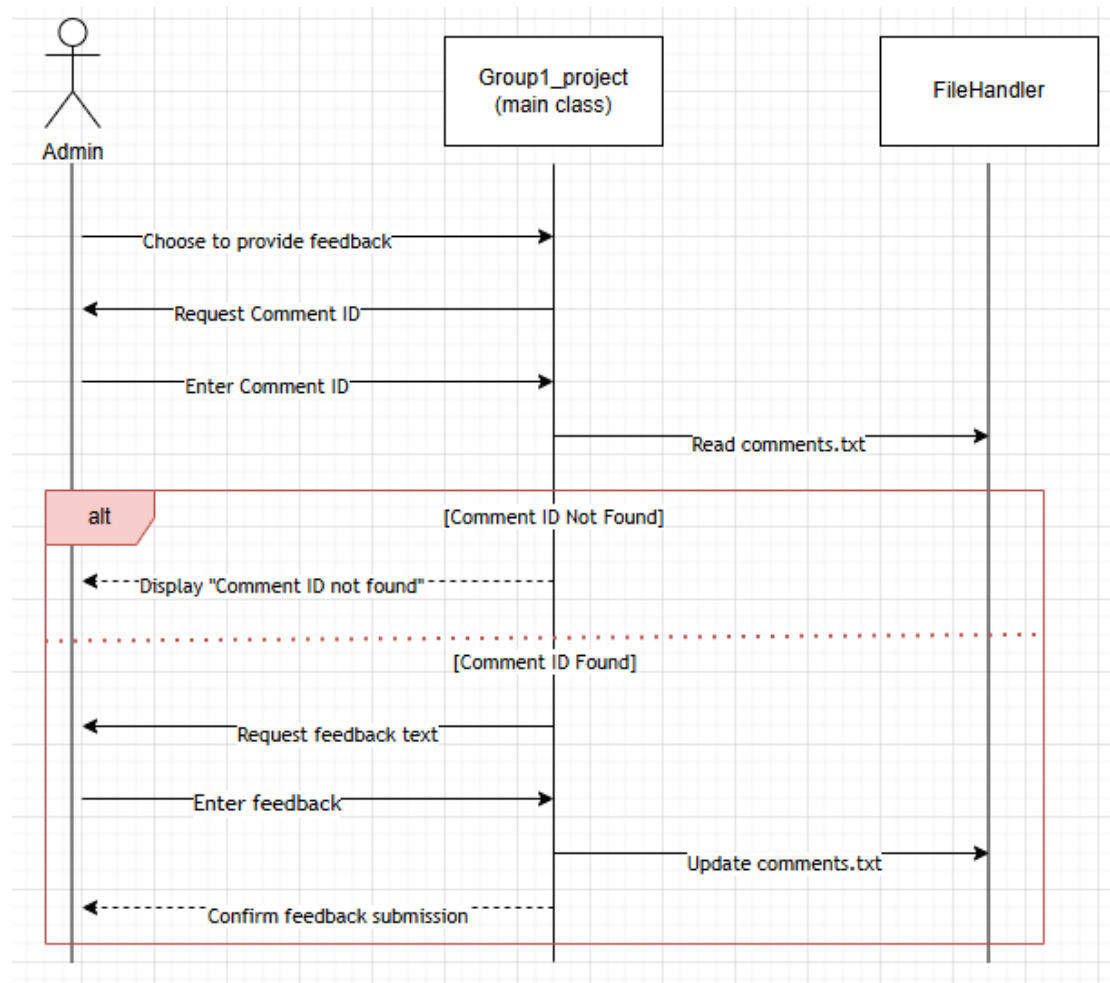 Group1_project
(main class)
FileHandler
Admin
Choose to provide feedback
Request Comment ID
Enter Comment ID
Read comments.txt
alt
[Comment ID Not Found]
Display "Comment ID not found"
[Comment ID Found]
Request feedback text
Enter feedback
Update comments.txt
Confirm feedback submission